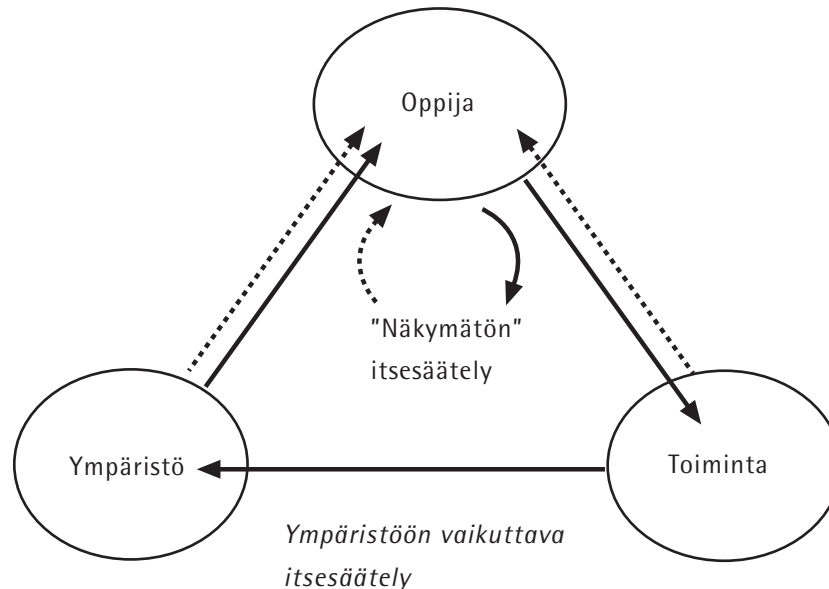 Oppija
"Näkymätön"
itsesäätely
Ympäristö
Toiminta
Ympäristöön vaikuttava
itsesäätely